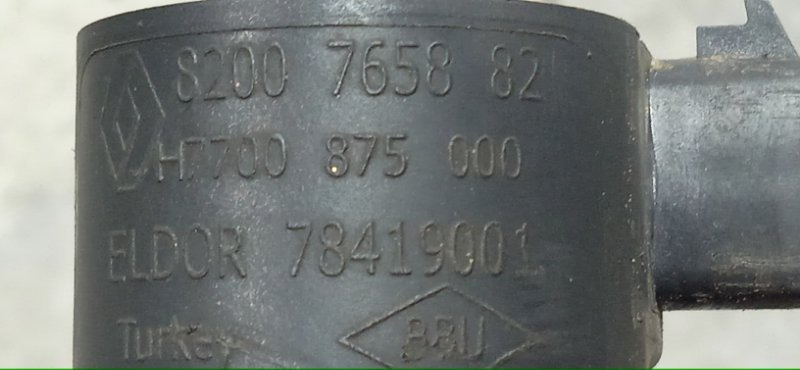 8200 7658 82
H7700 875 000
ELDOR 78419001
Turkey BBU